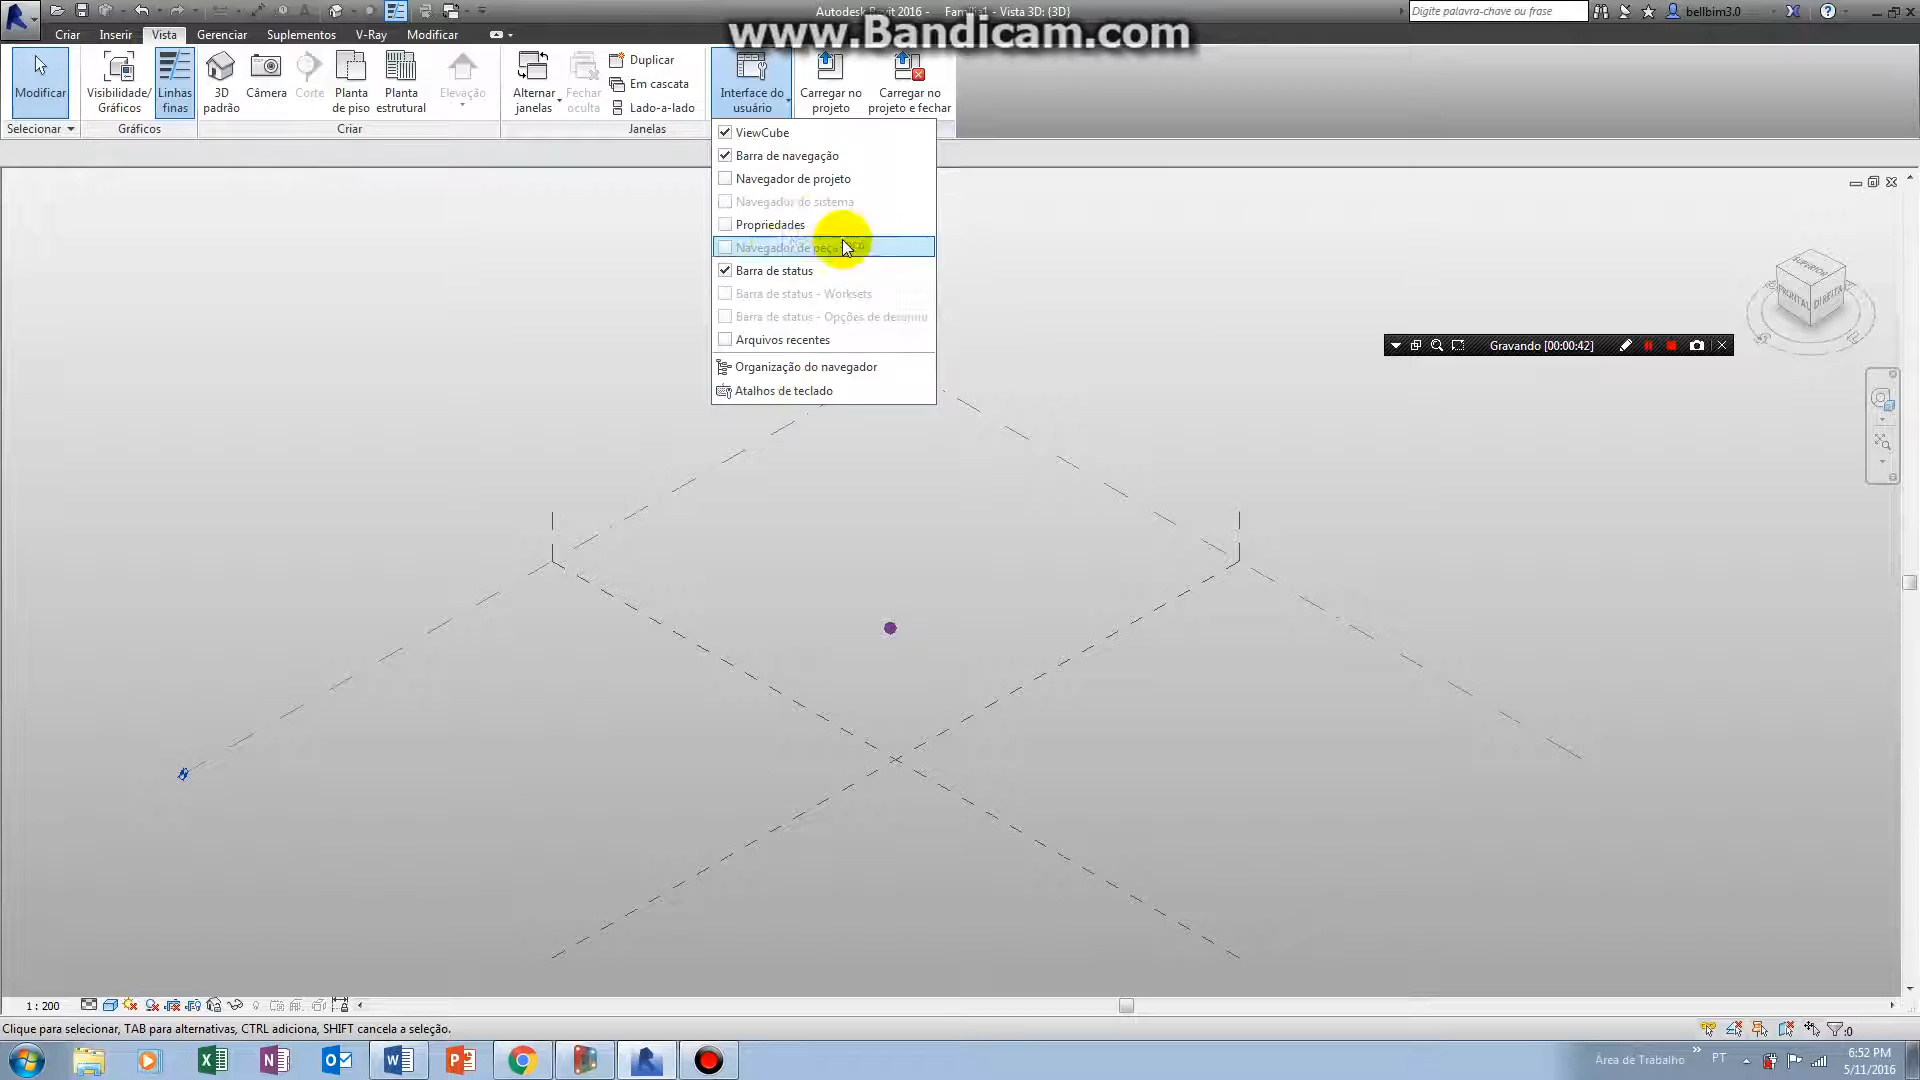 Autodesk Revit 2016 - Família1 - Vista 3D: {3D}
Digite palavra-chave ou frase
bellbim3.0
www.Bandicam.com
Criar Inserir Vista Gerenciar Suplementos V-Ray Modificar
Modificar
Visibilidade/
Gráficos
Linhas
finas
3D
padrão
Câmera
Corte
Planta
de piso
Planta
estrutural
Elevação
Alternar
janelas
Fechar
oculta
Duplicar
Em cascata
Lado-a-lado
Interface do
usuário
Carregar no
projeto
Carregar no
projeto e fechar
Selecionar
Gráficos
Criar
Janelas
ViewCube
Barra de navegação
Navegador de projeto
Navegador do sistema
Propriedades
Navegador de
Barra de status
Barra de status - Worksets
Barra de status - Opções de
Arquivos recentes
Organização do navegador
Atalhos de teclado
SUPERIOR
FRONTAL
DIREITA
Gravando [00:00:42]
1 : 200
Clique para selecionar, TAB para alternativas, CTRL adiciona, SHIFT cancela a seleção.
:0
Área de Trabalho
PT
6:52 PM
5/11/2016